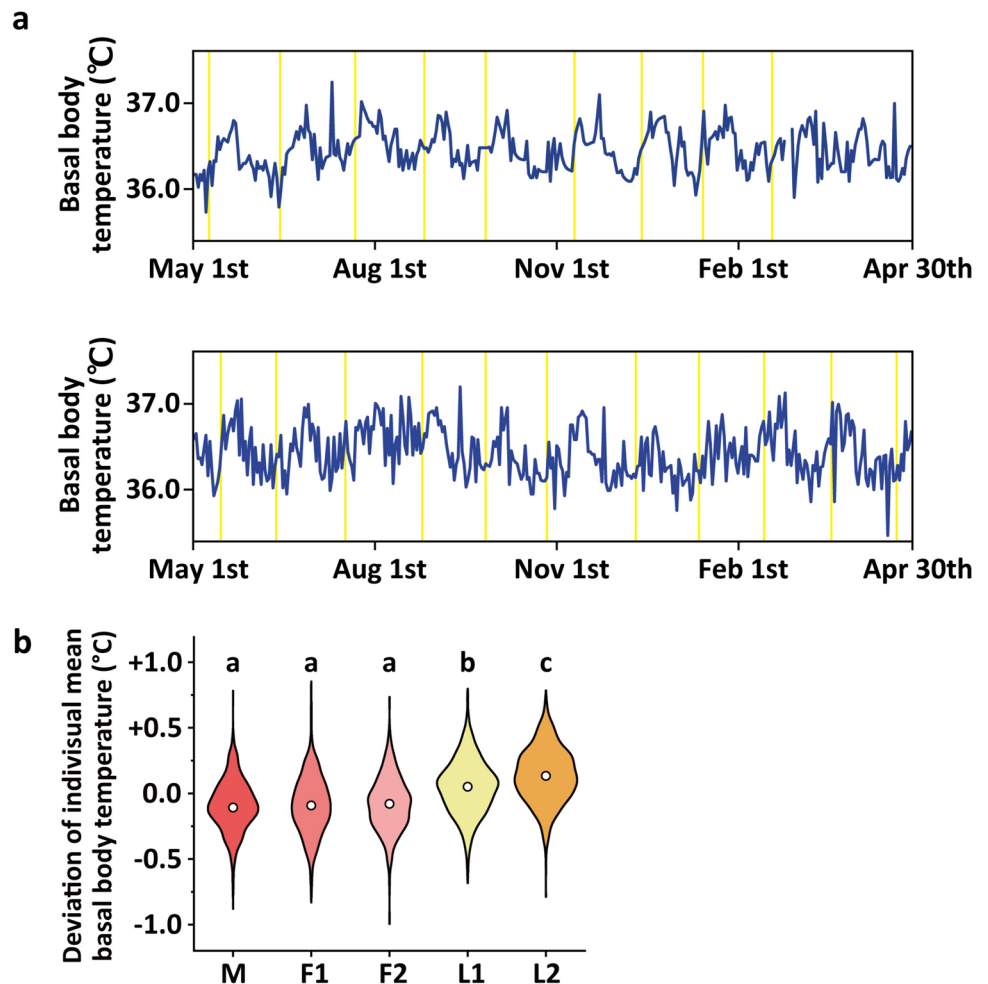 a
Basal body
temperature (℃)
37.0
36.0
May 1st Aug 1st Nov 1st Feb 1st Apr 30th
Basal body
temperature (℃)
37.0
36.0
May 1st Aug 1st Nov 1st Feb 1st Apr 30th
b
Deviation of indivisual mean
basal body temperature (°C)
+1.0
+0.5
0.0
-0.5
-1.0
a a a b c
M F1 F2 L1 L2